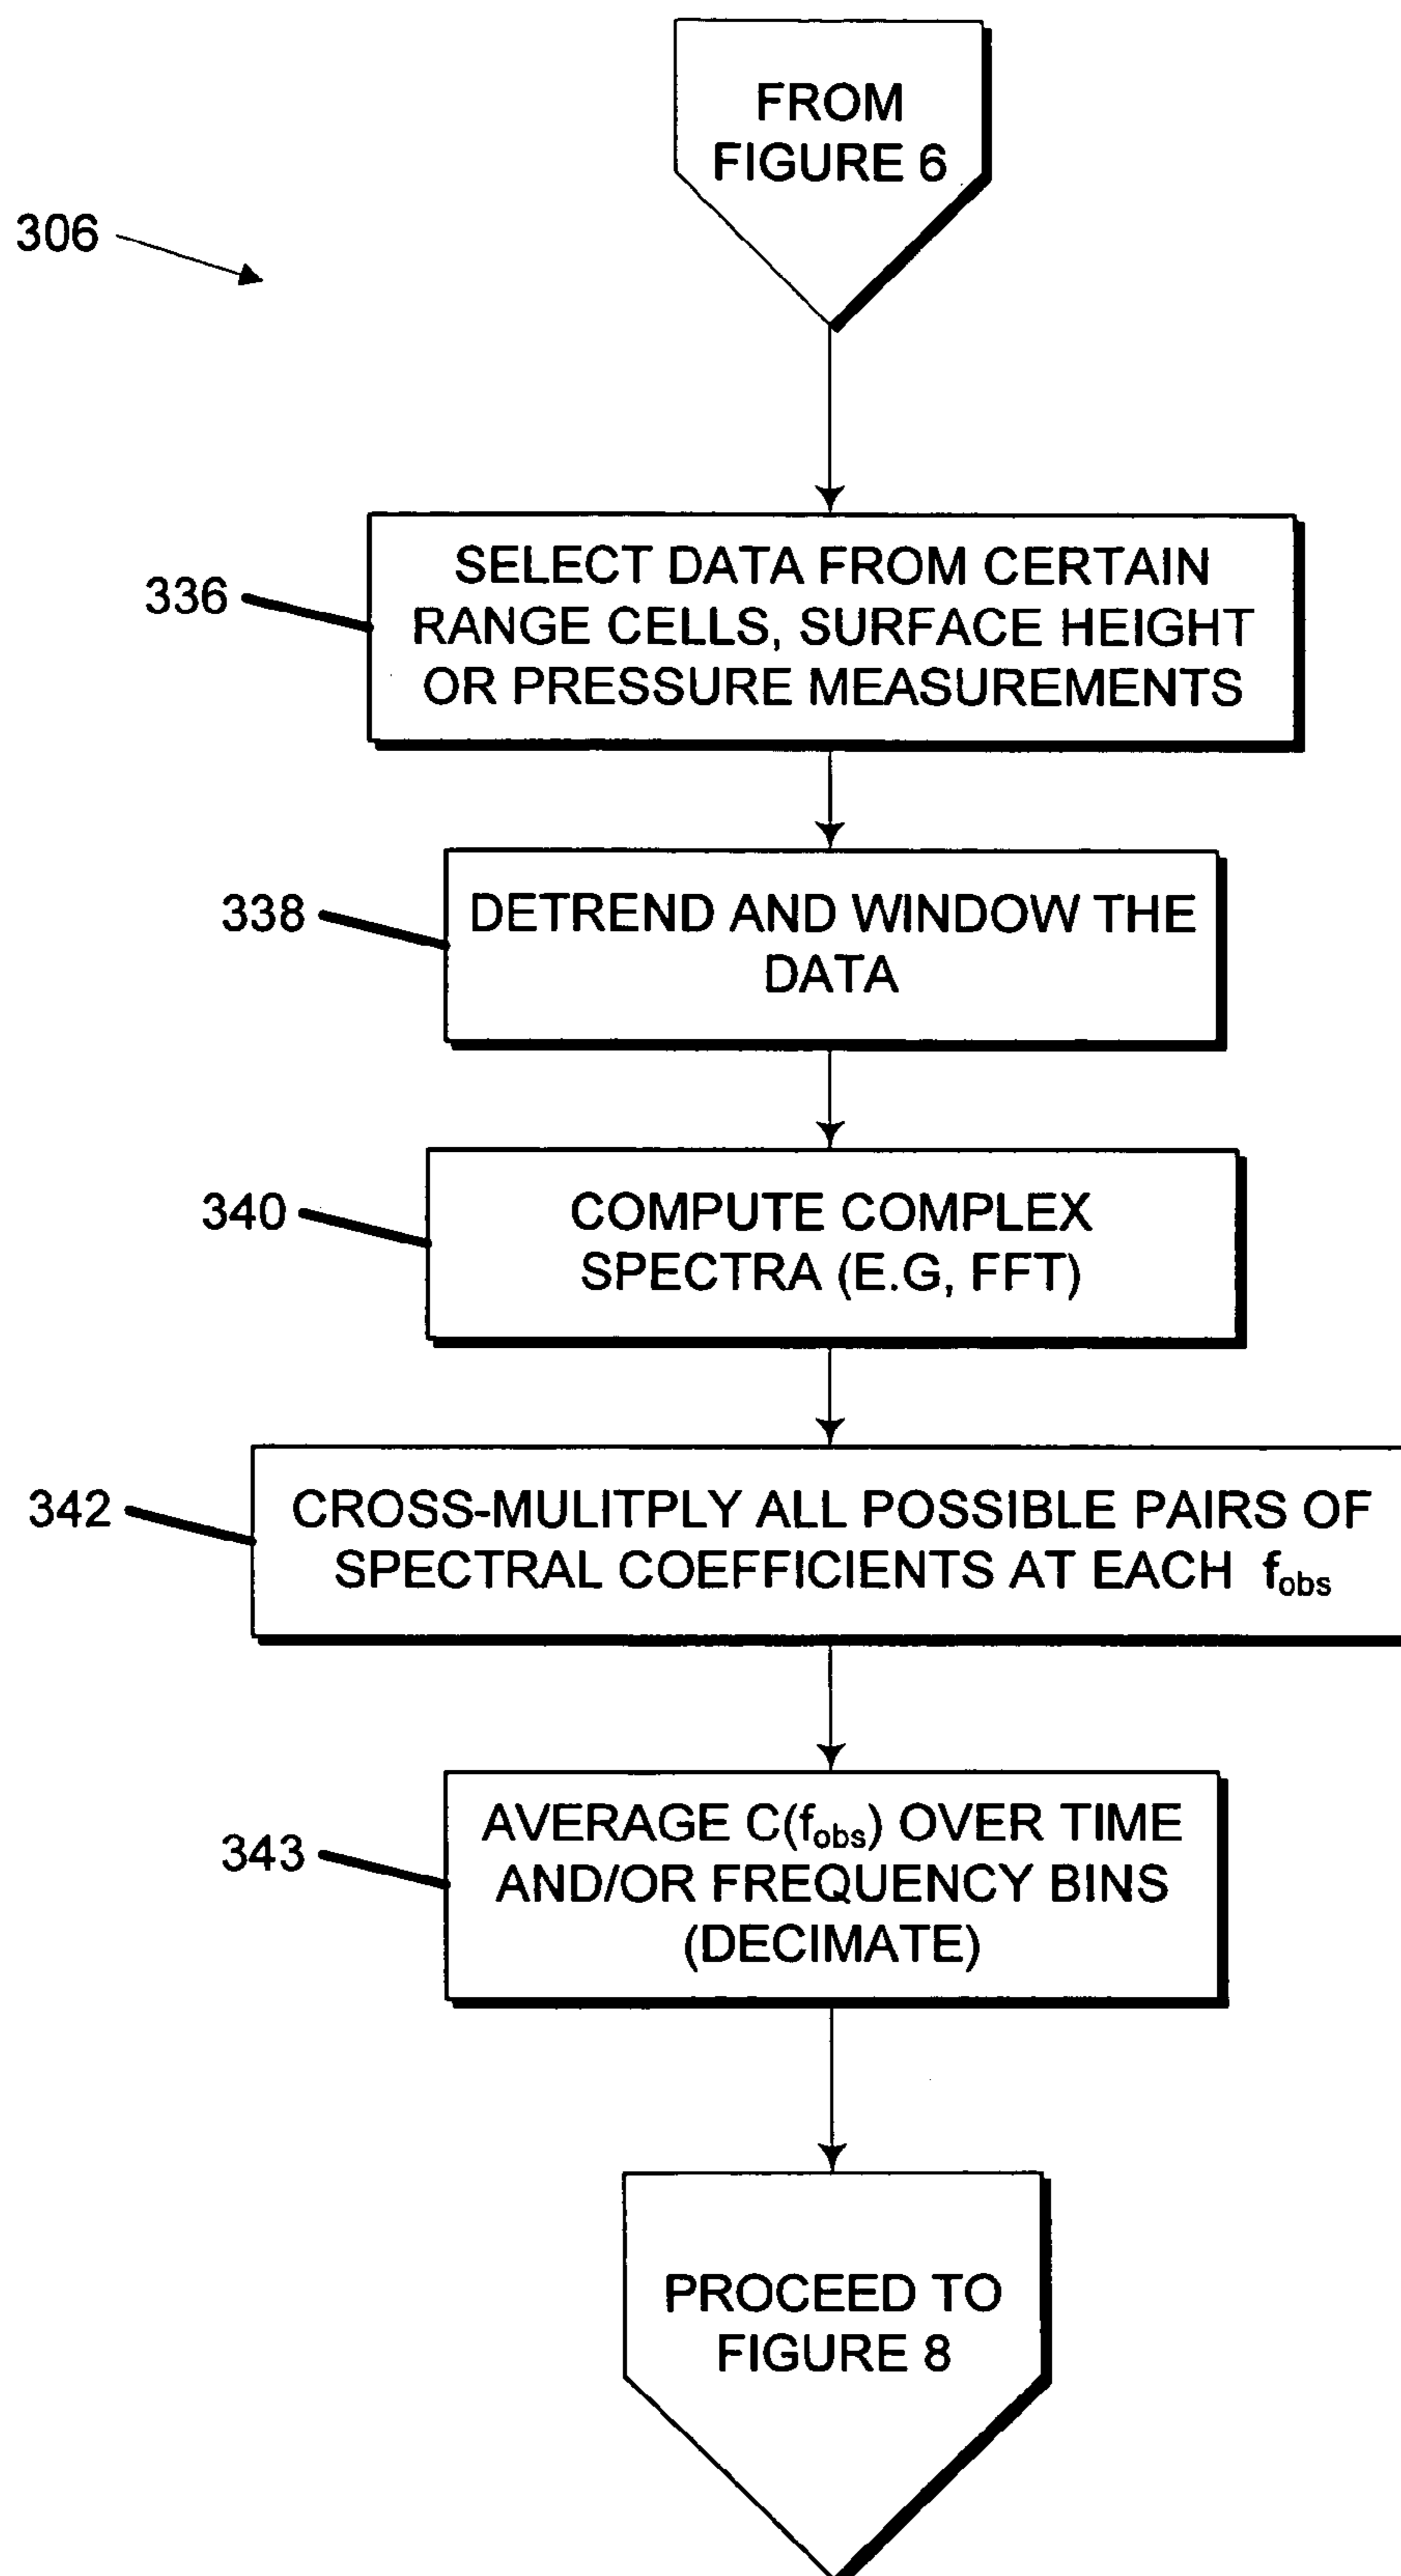 FROM
FIGURE 6
306
336
SELECT DATA FROM CERTAIN
RANGE CELLS, SURFACE HEIGHT
OR PRESSURE MEASUREMENTS
338
DETREND AND WINDOW THE
DATA
340
COMPUTE COMPLEX
SPECTRA (E.G, FFT)
342
CROSS-MULITPLY ALL POSSIBLE PAIRS OF
SPECTRAL COEFFICIENTS AT EACH f_obs
343
AVERAGE C(f_obs) OVER TIME
AND/OR FREQUENCY BINS
(DECIMATE)
PROCEED TO
FIGURE 8